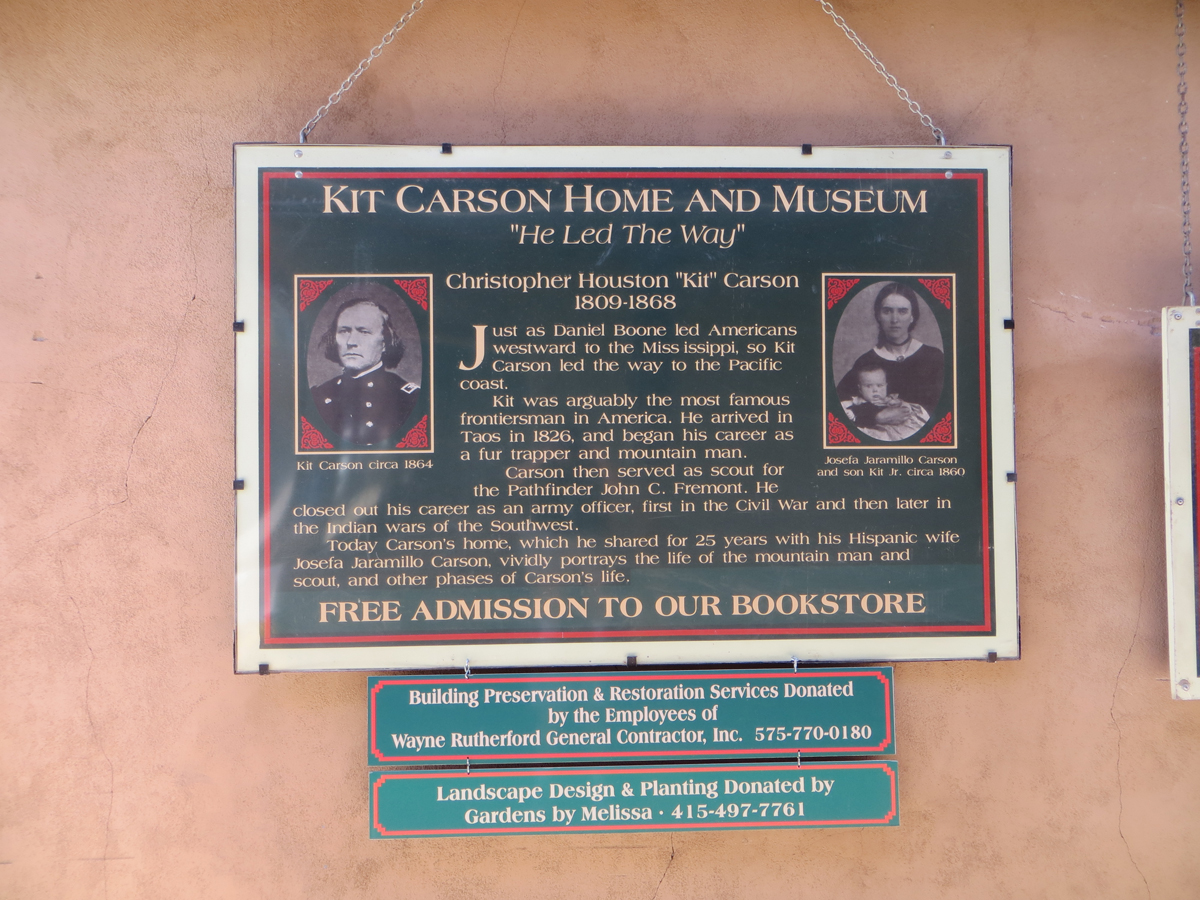 KIT CARSON HOME AND MUSEUM
"He Led The Way"
Christopher Houston "Kit" Carson
1809-1868
Just as Daniel Boone led Americans
westward to the Miss issippi, so Kit
Carson led the way to the Pacific
coast.
Kit was arguably the most famous
frontiersman in America. He arrived in
Taos in 1826, and began his career as
a fur trapper and mountain man.
Carson then served as scout for
the Pathfinder John C. Fremont. He
closed out his career as an army officer, first in the Civil War and then later in
the Indian wars of the Southwest.
Today Carson's home, which he shared for 25 years with his Hispanic wife
Josefa Jaramillo Carson, vividly portrays the life of the mountain man and
scout, and other phases of Carson's life.
Kit Carson circa 1864
Josefa Jaramillo Carson
and son Kit Jr. circa 1860
FREE ADMISSION TO OUR BOOKSTORE
Building Preservation & Restoration Services Donated
by the Employees of
Wayne Rutherford General Contractor, Inc. 575-770-0180
Landscape Design & Planting Donated by
Gardens by Melissa · 415-497-7761